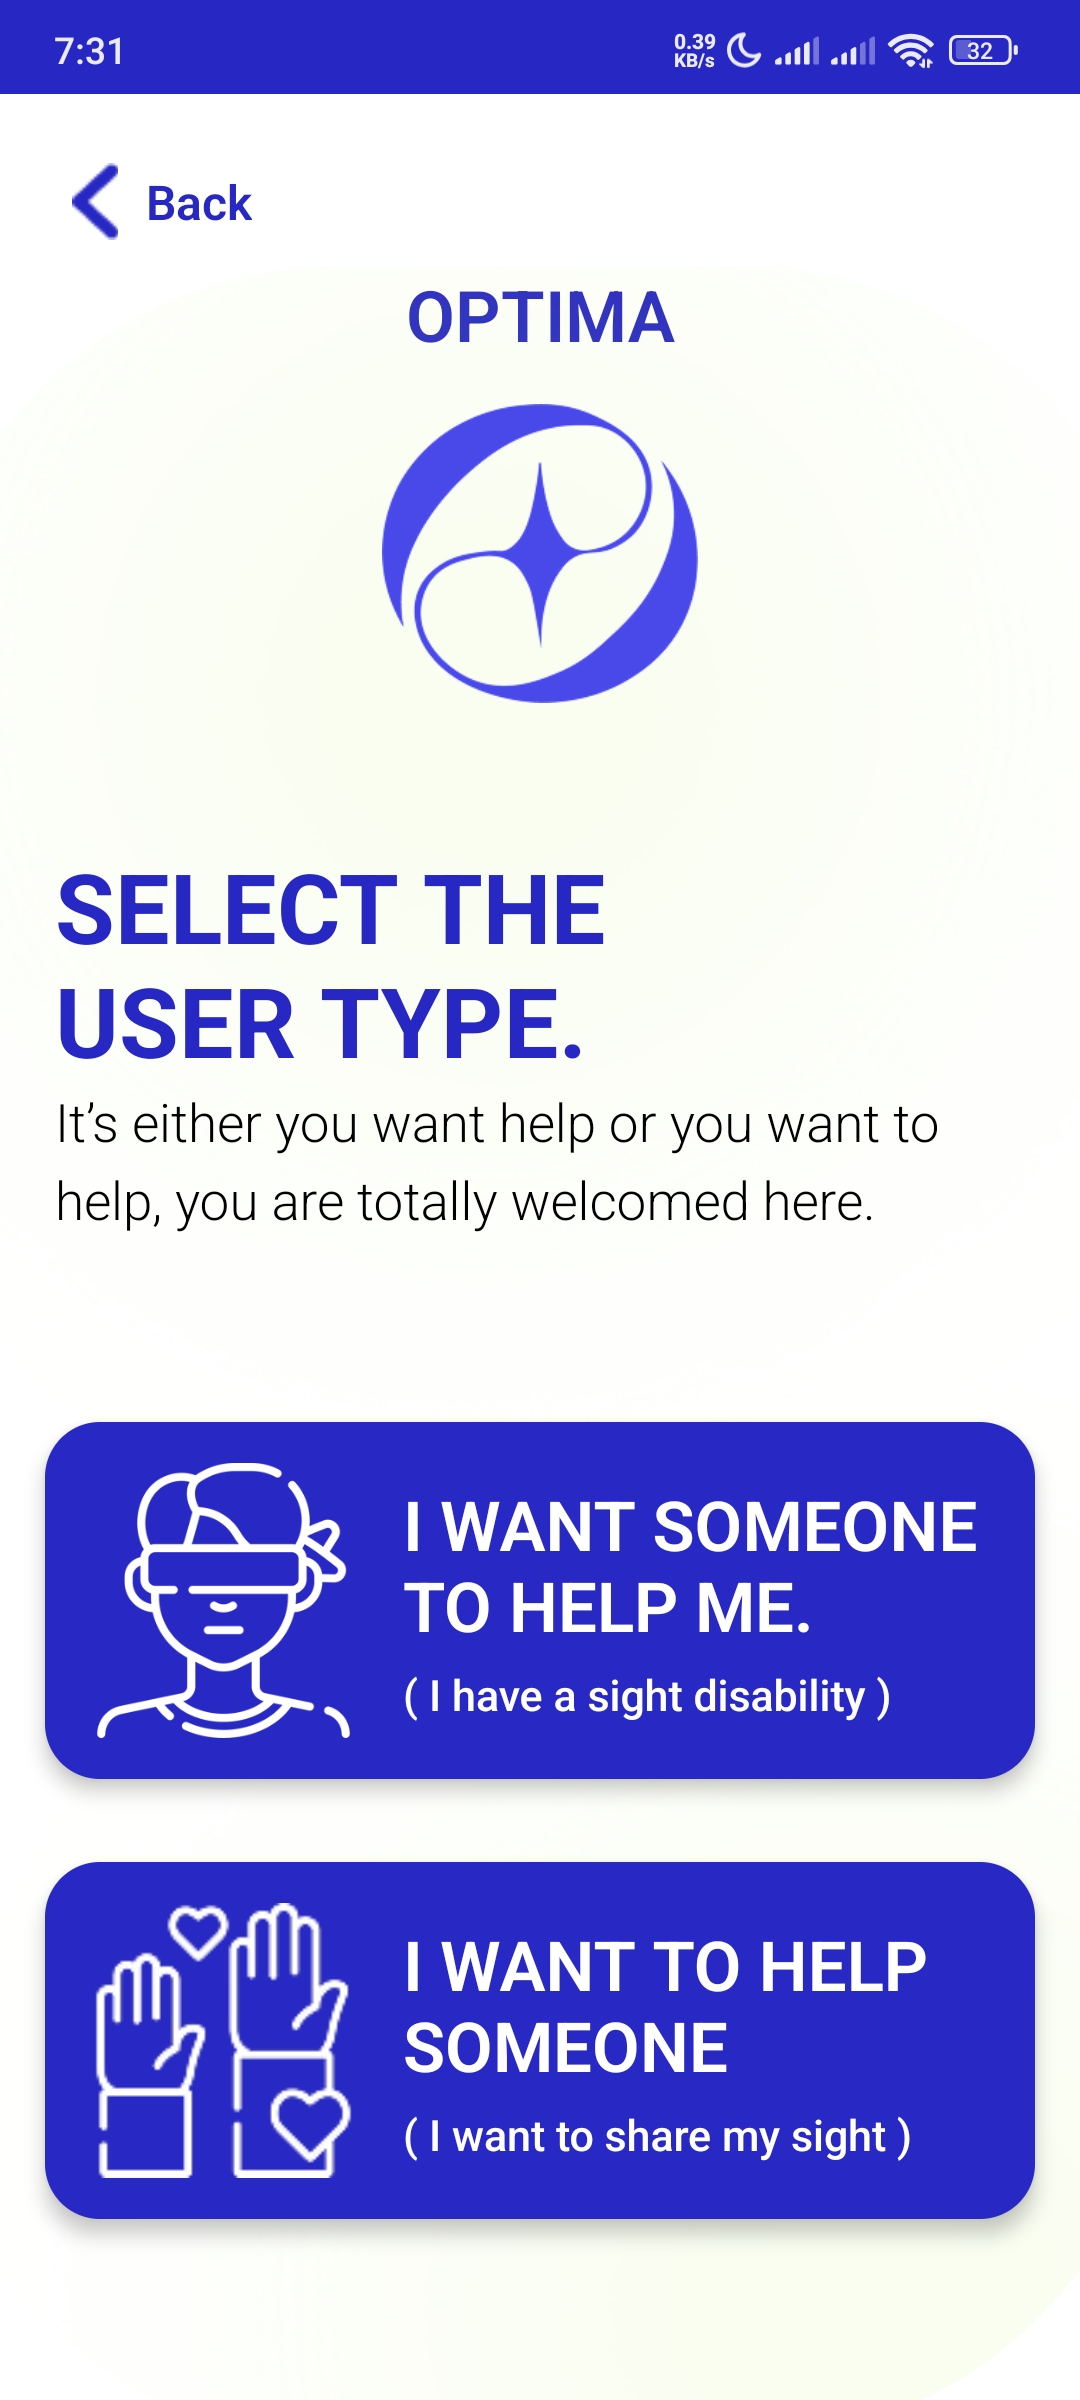 7:31
0.39
KB/s
32
Back
OPTIMA
SELECT THE
USER TYPE.
It’s either you want help or you want to
help, you are totally welcomed here.
I WANT SOMEONE
TO HELP ME.
( I have a sight disability )
I WANT TO HELP
SOMEONE
( I want to share my sight )